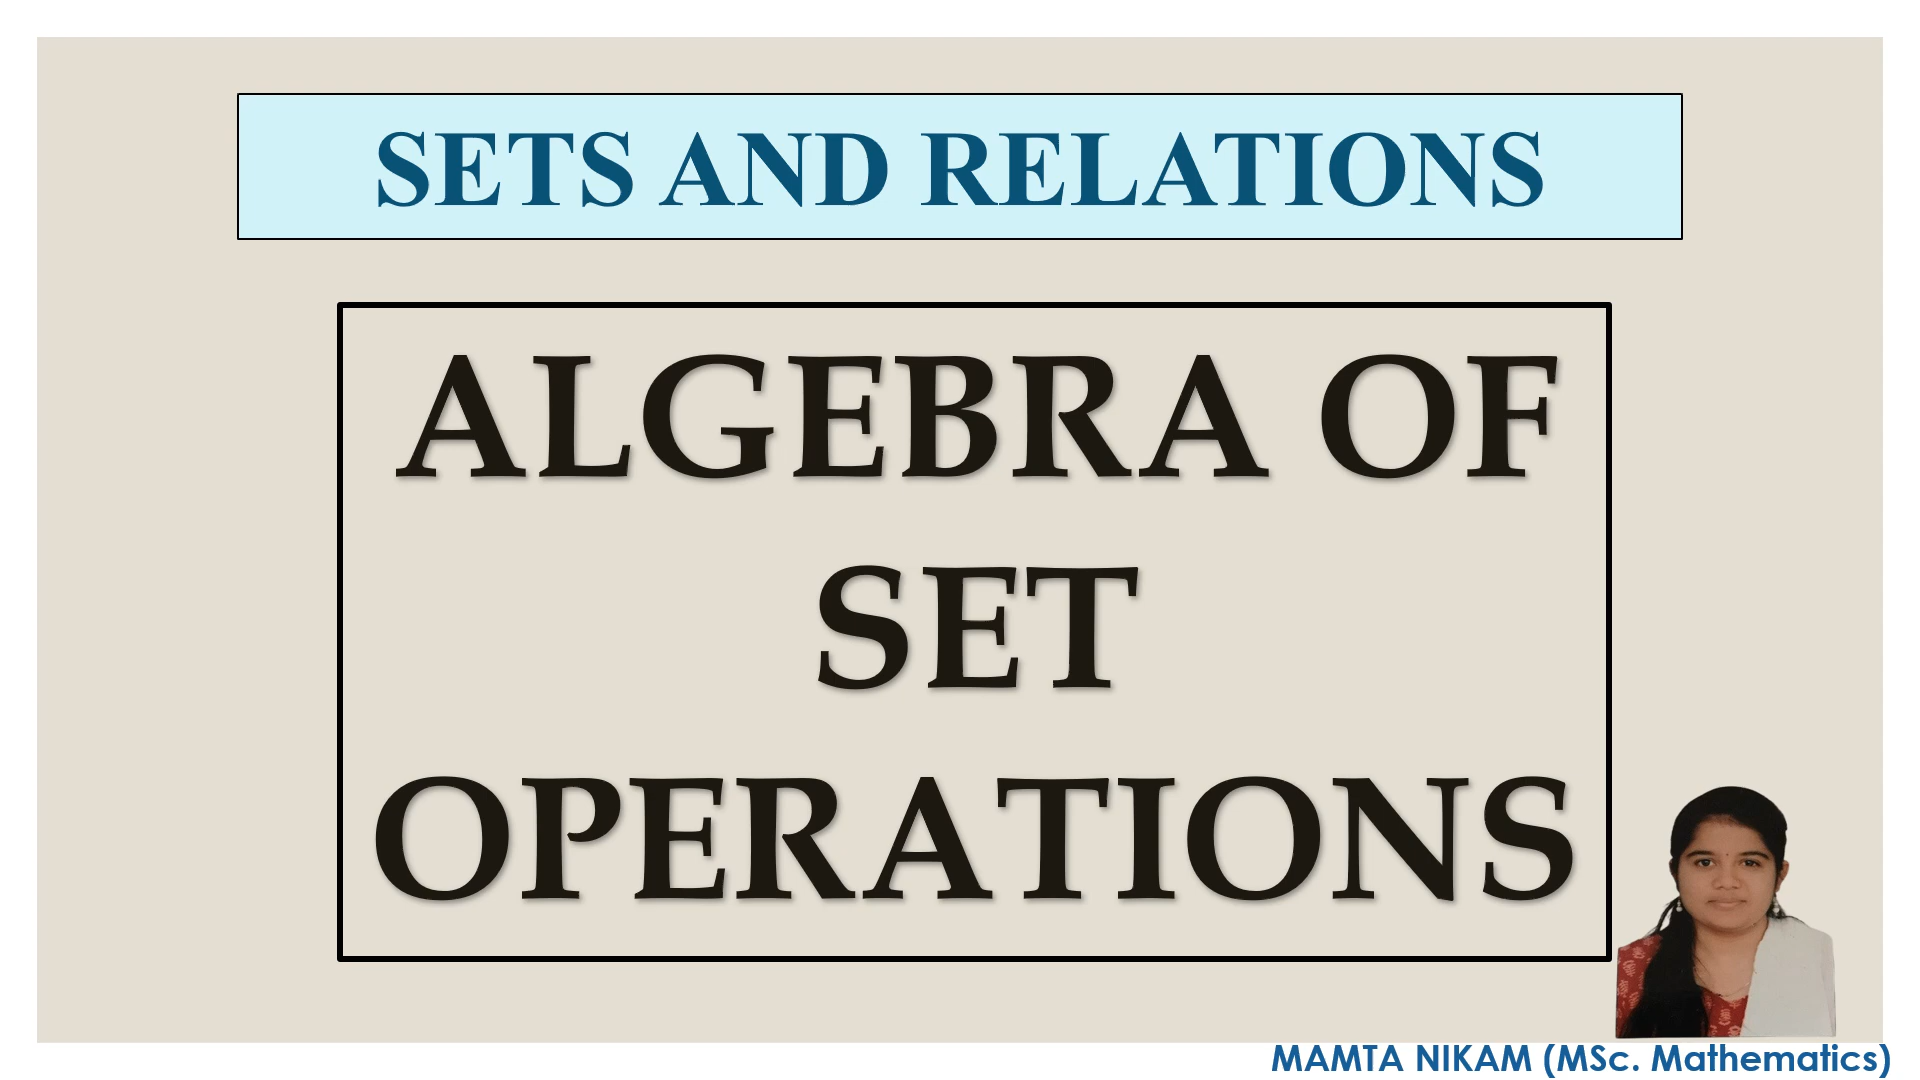 SETS AND RELATIONS
ALGEBRA OF
SET
OPERATIONS
MAMTA NIKAM (MSc. Mathematics)